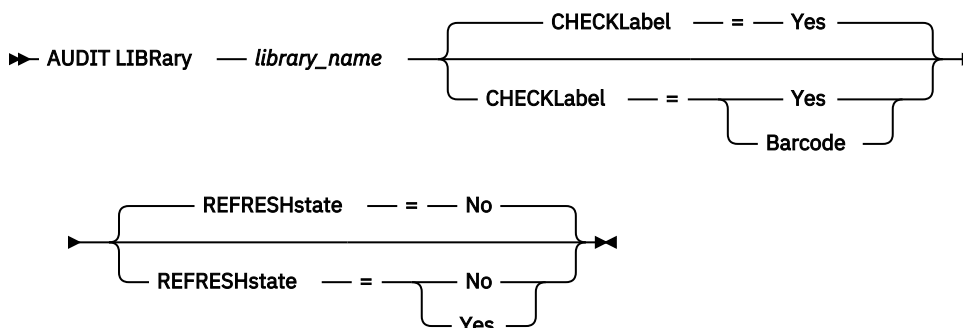 CHECKLabel = Yes
AUDIT LIBRary library_name
CHECKLabel = Yes
Barcode
REFRESHstate = No
REFRESHstate = No
Yes